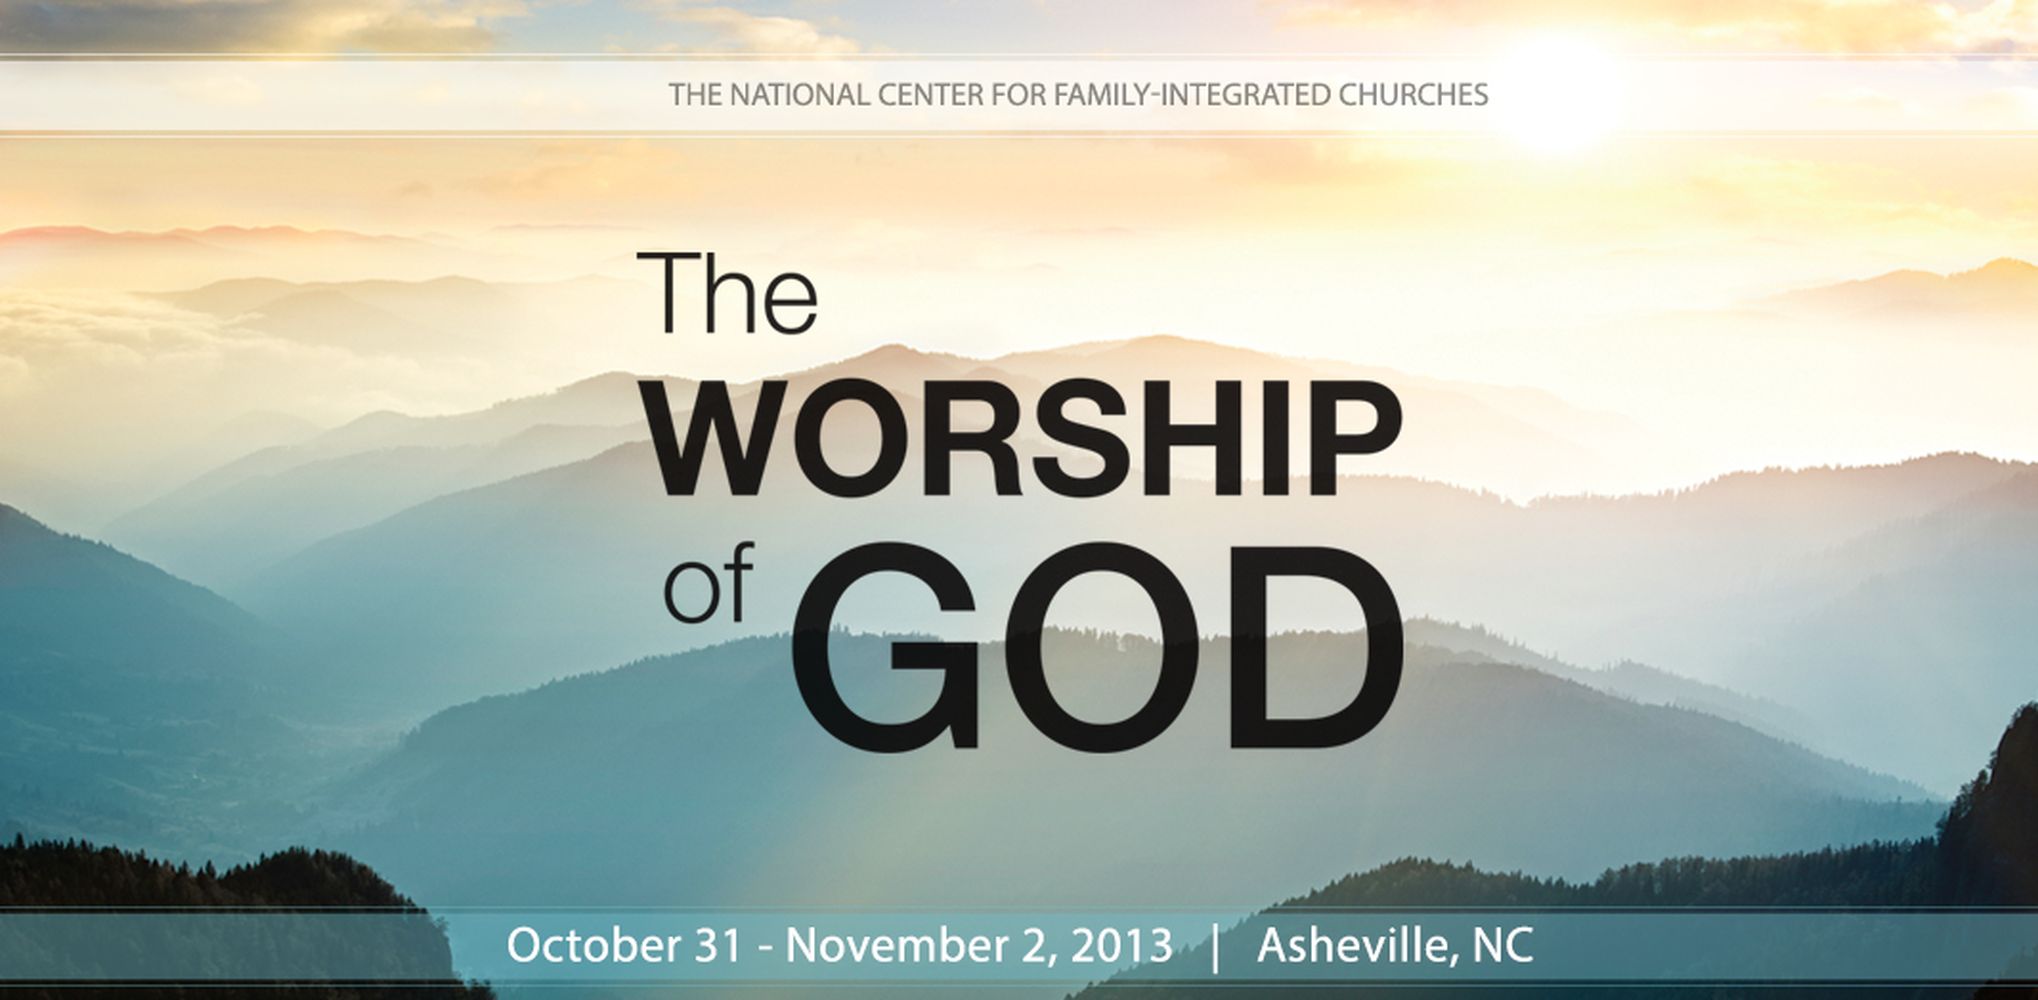 THE NATIONAL CENTER FOR FAMILY-INTEGRATED CHURCHES
The
WORSHIP
of GOD
October 31 - November 2, 2013 | Asheville, NC